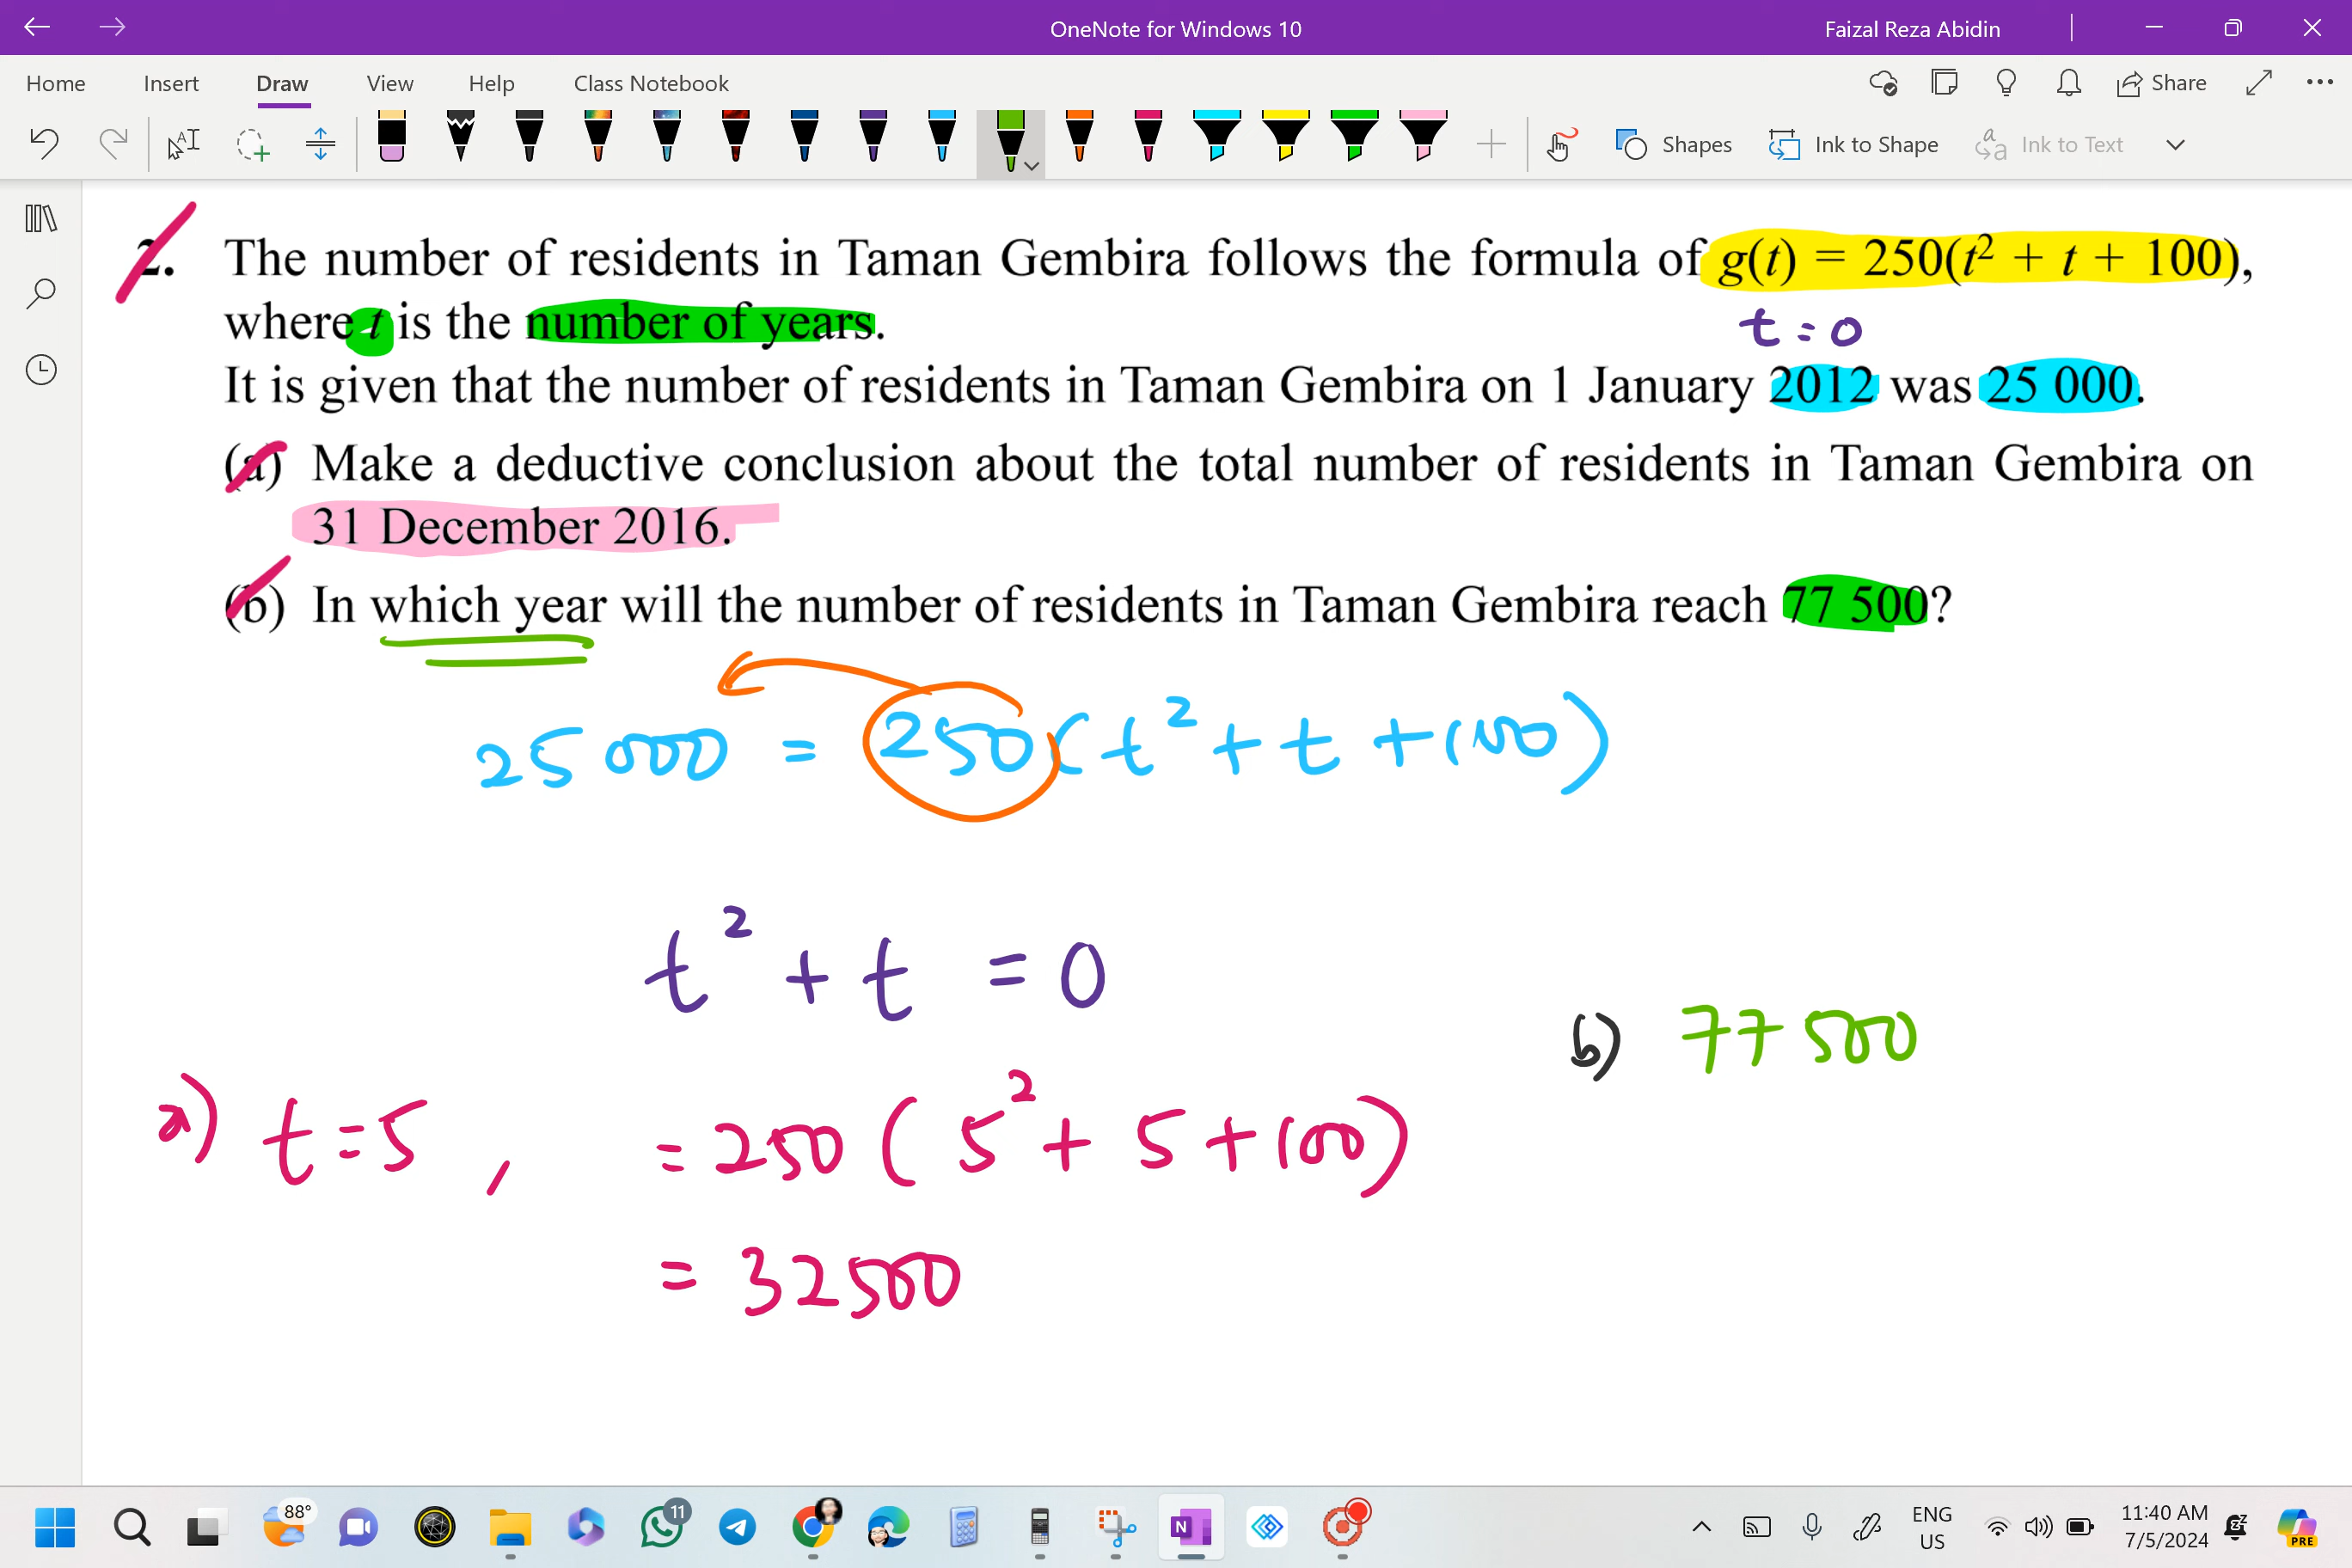 OneNote for Windows 10
Faizal Reza Abidin
Home Insert Draw View Help Class Notebook
Share
Shapes Ink to Shape Ink to Text
2. The number of residents in Taman Gembira follows the formula of g(t) = 250(t² + t + 100),
where t is the number of years.
t = 0
It is given that the number of residents in Taman Gembira on 1 January 2012 was 25 000.
(a) Make a deductive conclusion about the total number of residents in Taman Gembira on
31 December 2016.
(b) In which year will the number of residents in Taman Gembira reach 77 500?
25 000 = 250(t² + t + 100)
t² + t = 0
b) 77 500
a) t = 5, = 250(5² + 5 + 100)
= 32500
88°
11
N
PRE
ENG
US
11:40 AM
7/5/2024